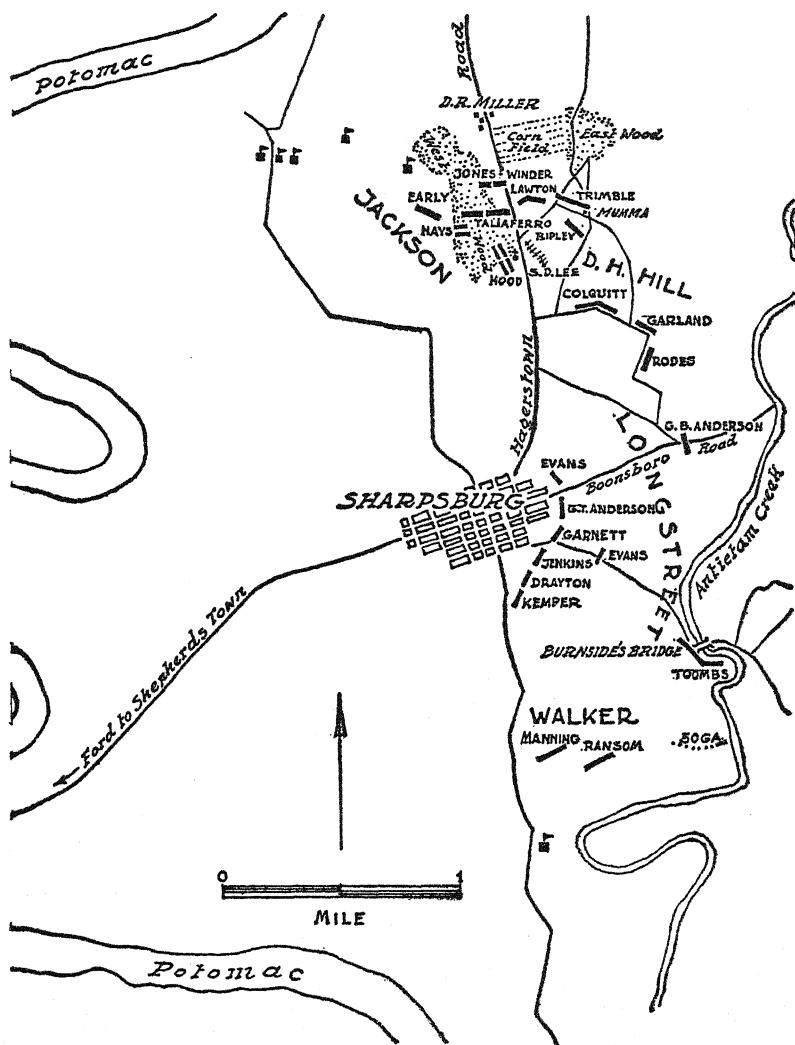 Potomac
Road
D.R. MILLER
Corn Field
East Wood
West
Wood
JONES
WINDER
LAWTON
TRIMBLE
MUMMA
EARLY
JACKSON
TALIAFERRO
HAYS
RIPLEY
HOOD
S.D. LEE
D. H. HILL
COLQUITT
GARLAND
RODES
Hagerstown
LONGSTREET
G.B. ANDERSON
Boonsboro Road
EVANS
SHARPSBURG
G.T. ANDERSON
Antietam Creek
GARNETT
JENKINS
EVANS
DRAYTON
KEMPER
Ford to Shepherds Town
BURNSIDE'S BRIDGE
TOOMBS
WALKER
MANNING
RANSOM
50 GA.
0 1
MILE
Potomac